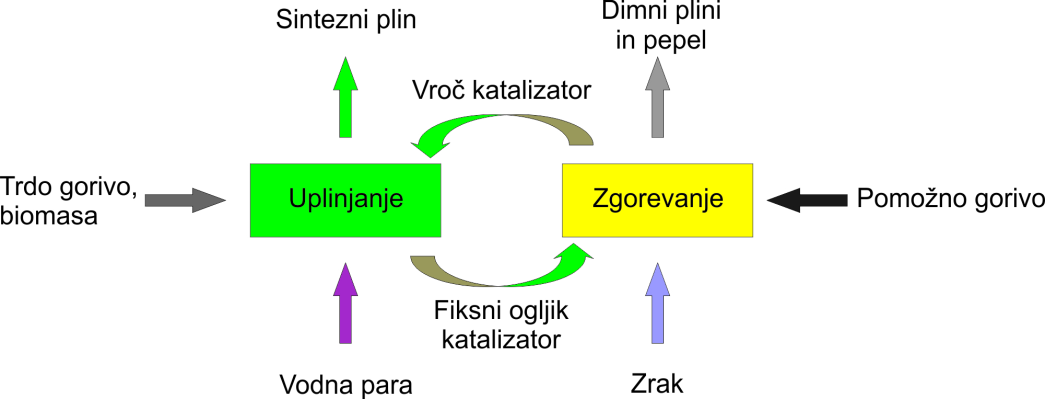 Sintezni plin
Dimni plini
in pepel
Vroč katalizator
Trdo gorivo,
biomasa
Uplinjanje
Zgorevanje
Pomožno gorivo
Fiksni ogljik
katalizator
Vodna para
Zrak